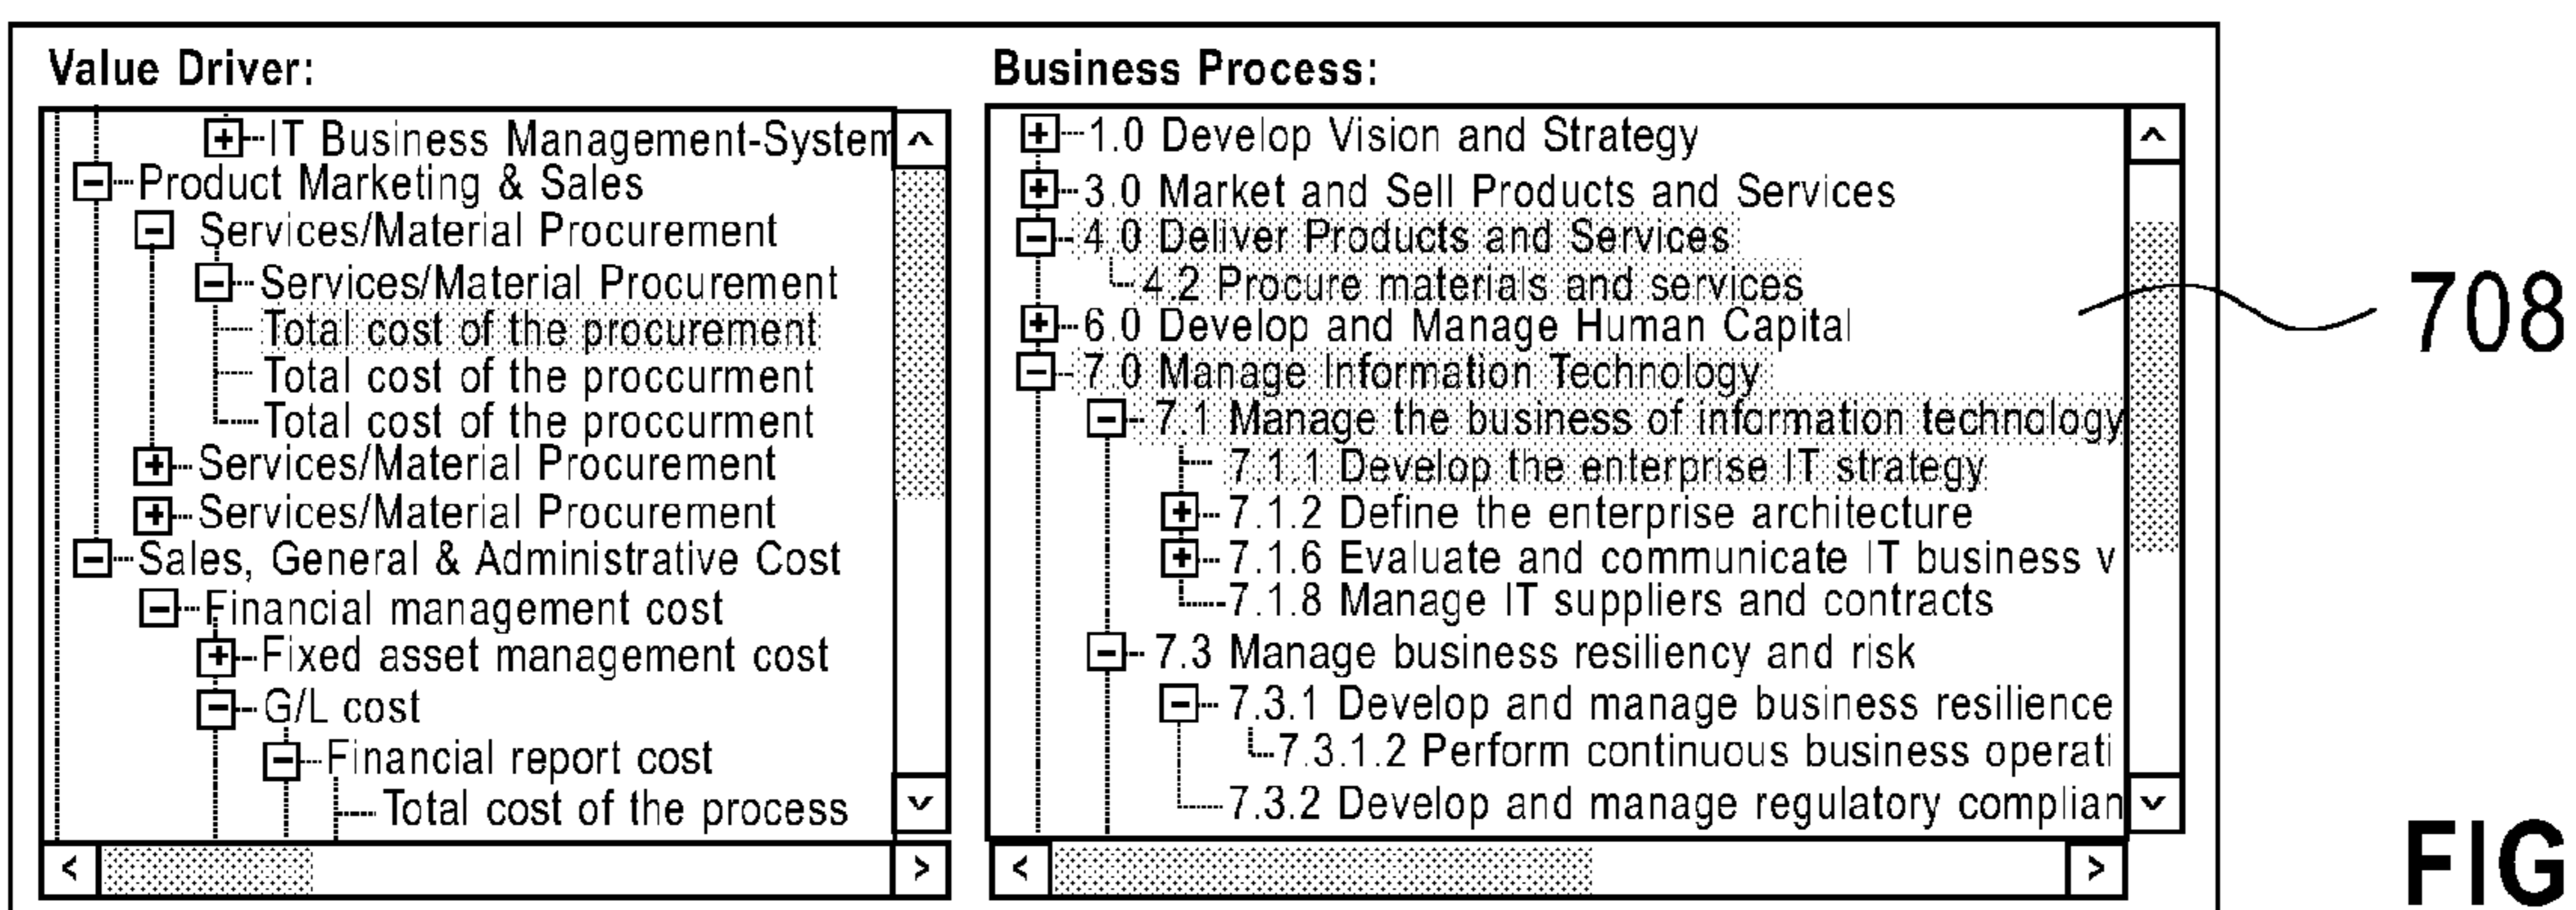 Value Driver:
IT Business Management-System
Product Marketing & Sales
Services/Material Procurement
Services/Material Procurement
Total cost of the procurement
Total cost of the proccurment
Total cost of the proccurment
Services/Material Procurement
Services/Material Procurement
Sales, General & Administrative Cost
Financial management cost
Fixed asset management cost
G/L cost
Financial report cost
Total cost of the process
Business Process:
1.0 Develop Vision and Strategy
3.0 Market and Sell Products and Services
4.0 Deliver Products and Services
4.2 Procure materials and services
6.0 Develop and Manage Human Capital
7.0 Manage Information Technology
7.1 Manage the business of information technology
7.1.1 Develop the enterprise IT strategy
7.1.2 Define the enterprise architecture
7.1.6 Evaluate and communicate IT business v
7.1.8 Manage IT suppliers and contracts
7.3 Manage business resiliency and risk
7.3.1 Develop and manage business resilience
7.3.1.2 Perform continuous business operati
7.3.2 Develop and manage regulatory complian
708
FIG